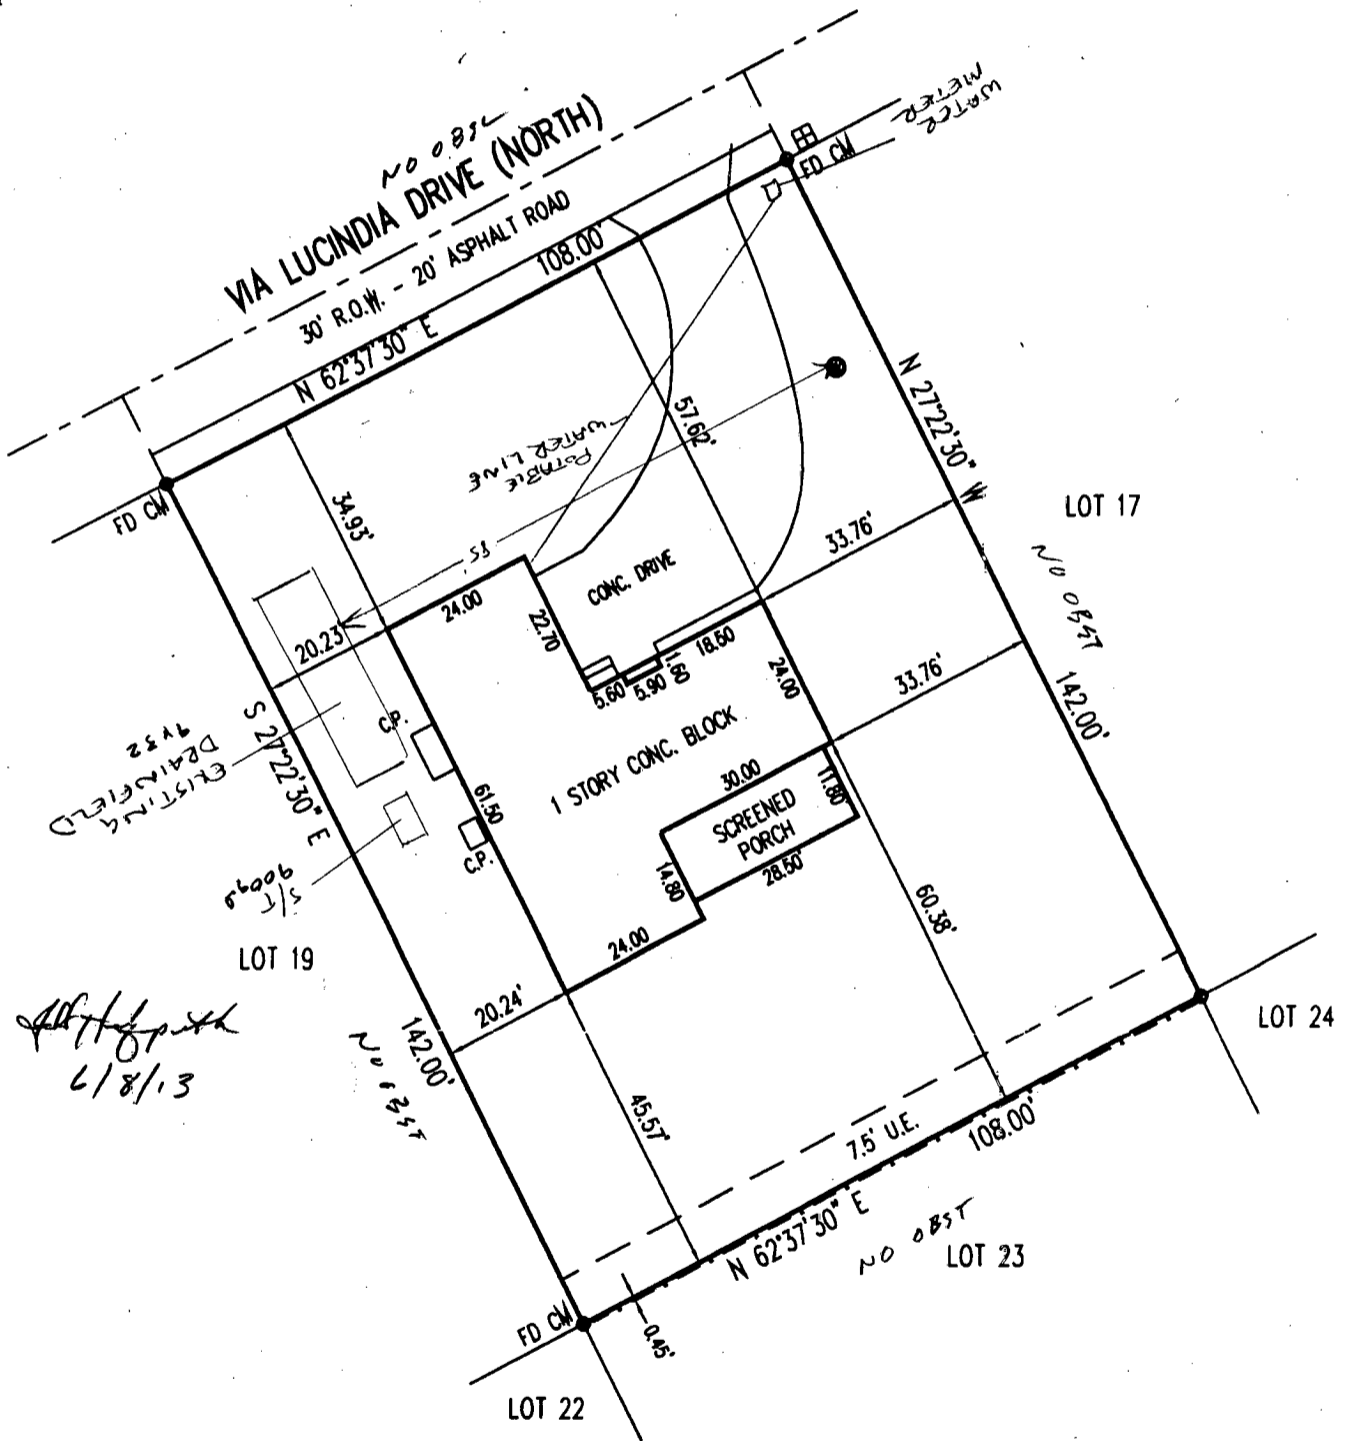 NO OBST
VIA LUCINDIA DRIVE (NORTH)
30' R.O.W. - 20' ASPHALT ROAD
WATER
METER
FD CM
108.00'
N 62°37'30" E
FD CM
57.62'
N 27°22'30" W
POTABLE
WATER LINE
34.93'
LOT 17
NO OBST
55'
33.76'
CONC. DRIVE
24.00
22.70
20.23'
18.50
1.60
5.90
5.60
24.00
33.76'
142.00'
S 27°22'30" E
C.P.
EXISTING
DRAINFIELD
9x32
1 STORY CONC. BLOCK
30.00
11.80
SCREENED
PORCH
61.50
C.P.
14.80
28.50'
S/T
900gal
60.38'
LOT 19
24.00
20.24'
6/8/13
142.00'
NO OBST
LOT 24
45.57'
7.5' U.E.
108.00'
N 62°37'30" E
NO OBST
LOT 23
FD CM
0.45'
LOT 22